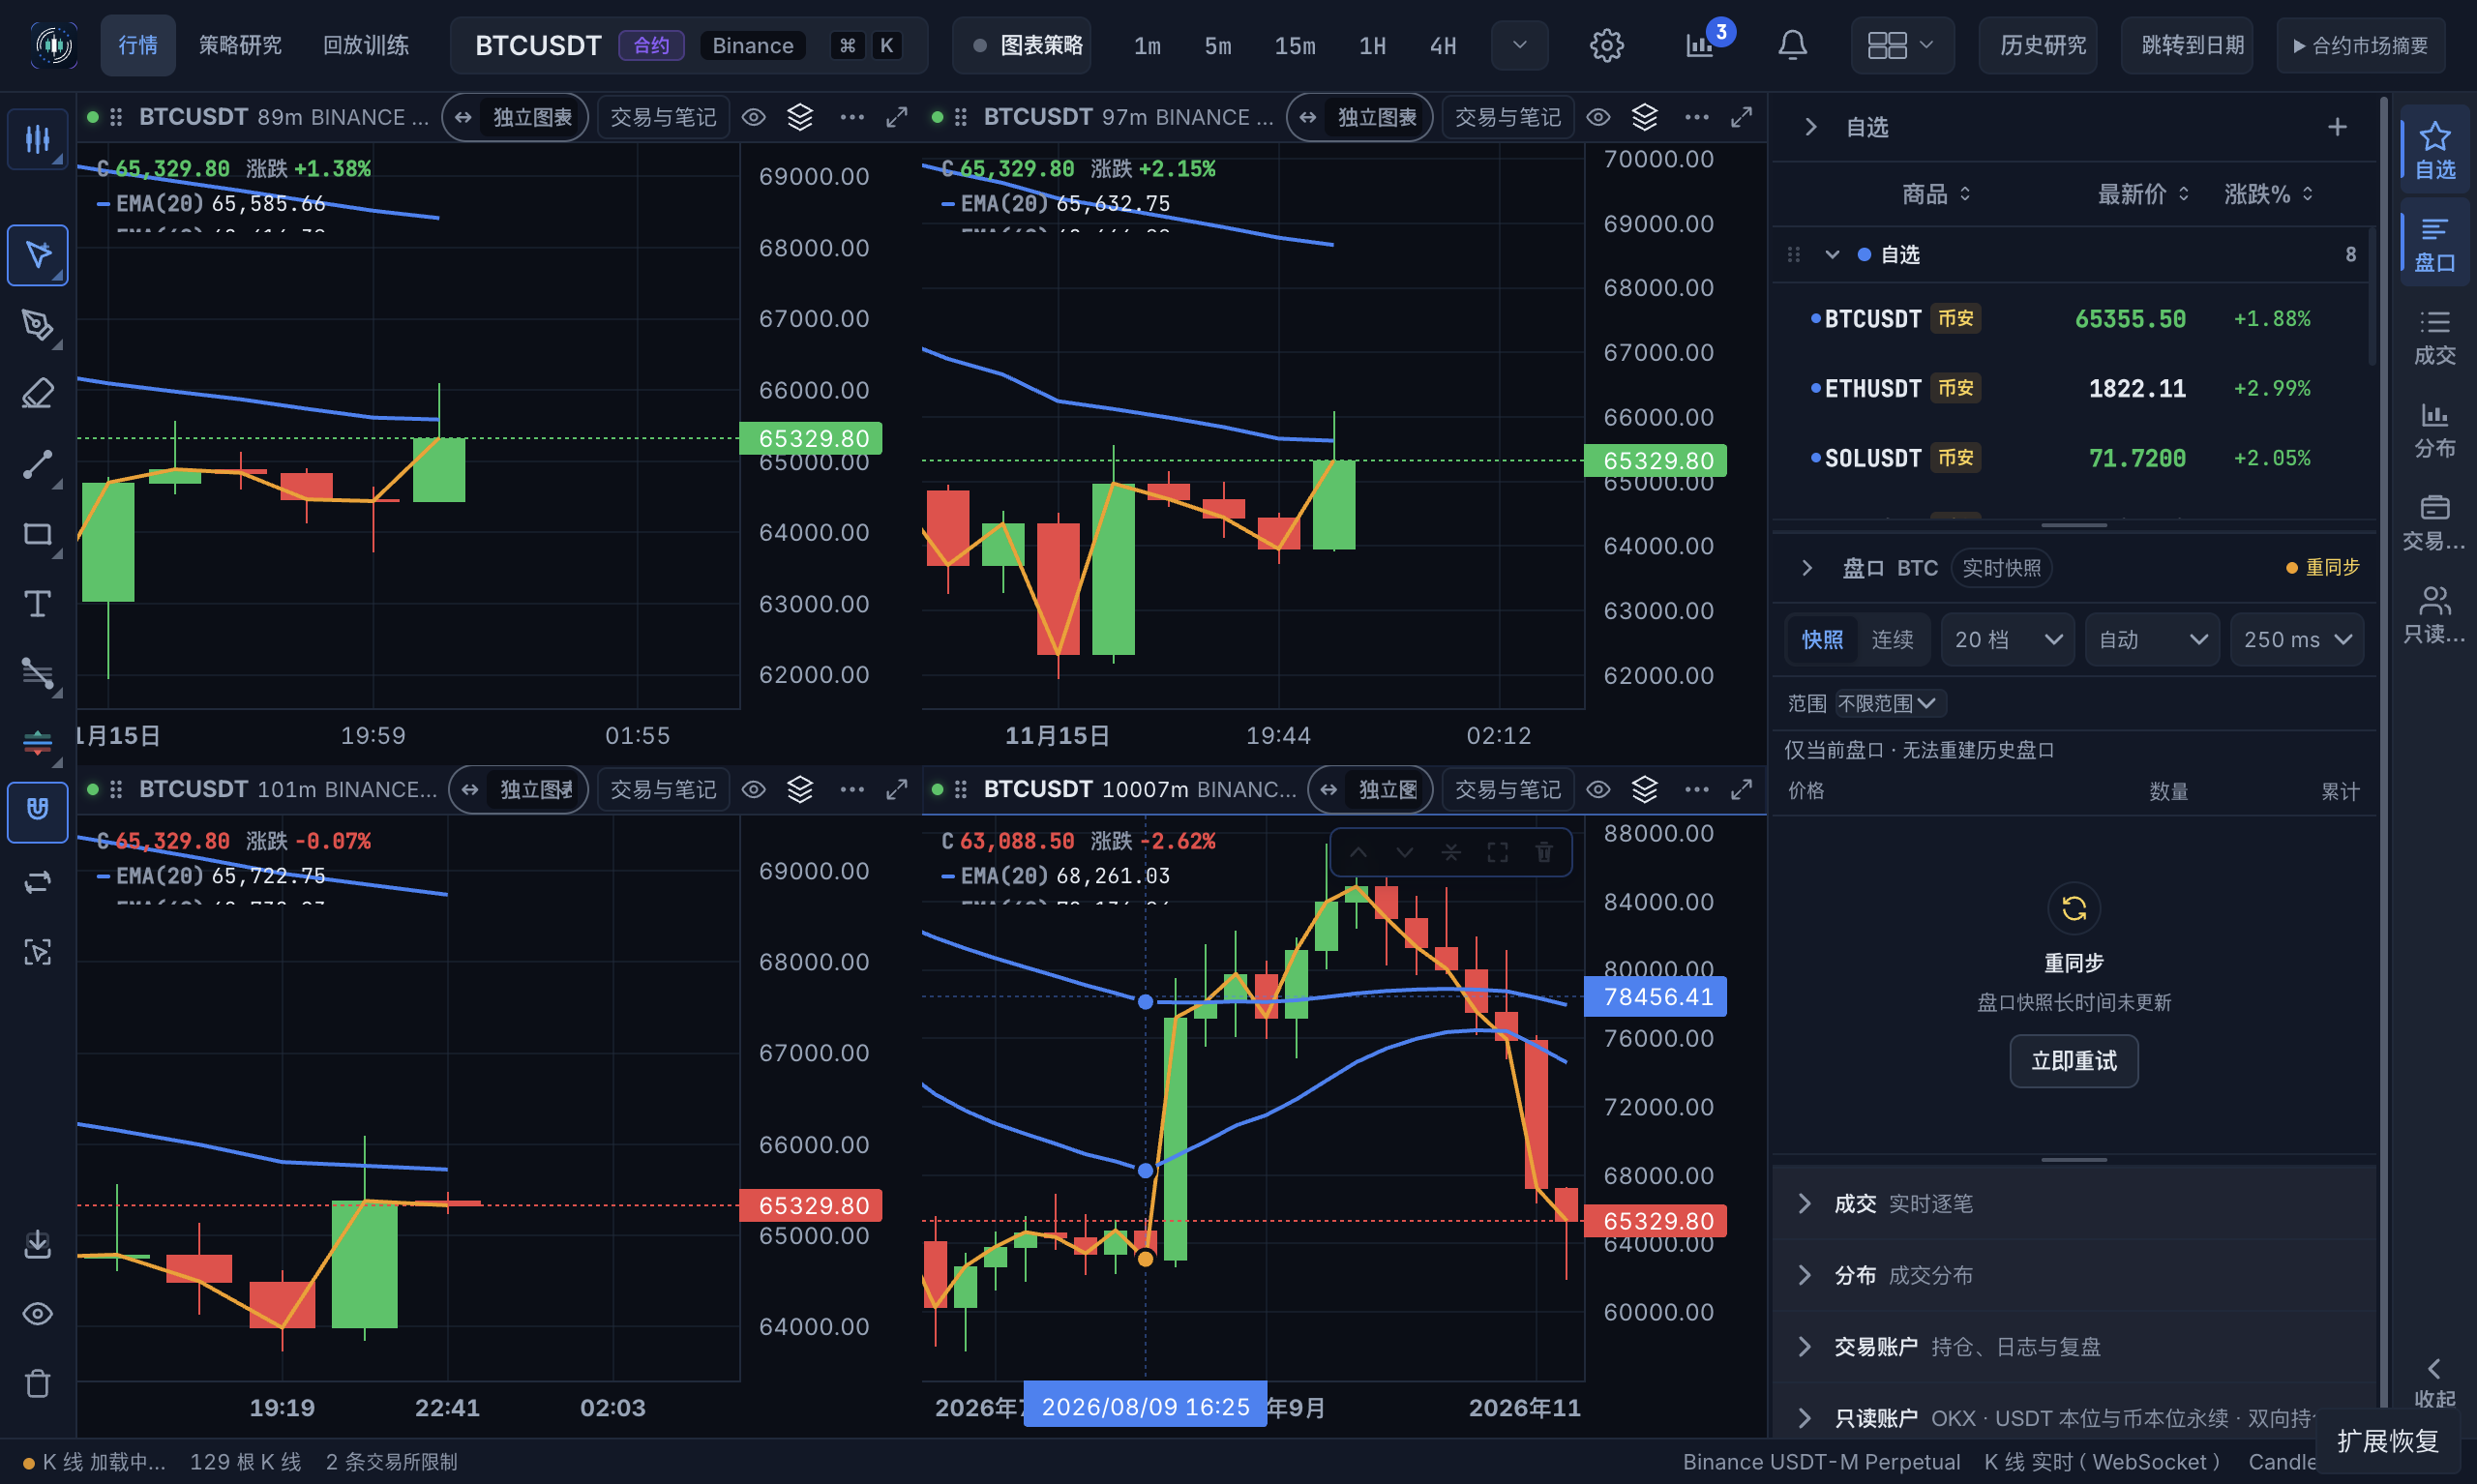 行情 策略研究 回放训练 BTCUSDT 合约 Binance ⌘ K 图表策略 1m 5m 15m 1H 4H 3 历史研究 跳转到日期 ▶ 合约市场摘要
BTCUSDT 89m BINANCE ... 独立图表 交易与笔记
C 65,329.80 涨跌 +1.38%
EMA(20) 65,585.66
69000.00
68000.00
67000.00
66000.00
65329.80
65000.00
64000.00
63000.00
62000.00
月15日 19:59 01:55
BTCUSDT 97m BINANCE ... 独立图表 交易与笔记
C 65,329.80 涨跌 +2.15%
EMA(20) 65,632.75
70000.00
69000.00
68000.00
67000.00
66000.00
65329.80
65000.00
64000.00
63000.00
62000.00
11月15日 19:44 02:12
BTCUSDT 101m BINANCE... 独立图表 交易与笔记
C 65,329.80 涨跌 -0.07%
EMA(20) 65,722.75
69000.00
68000.00
67000.00
66000.00
65329.80
65000.00
64000.00
19:19 22:41 02:03
BTCUSDT 10007m BINANC... 独立图 交易与笔记
C 63,088.50 涨跌 -2.62%
EMA(20) 68,261.03
88000.00
84000.00
80000.00
78456.41
76000.00
72000.00
68000.00
65329.80
64000.00
60000.00
2026年 2026/08/09 16:25 年9月 2026年11
自选
商品 最新价 涨跌%
自选 8
BTCUSDT 币安 65355.50 +1.88%
ETHUSDT 币安 1822.11 +2.99%
SOLUSDT 币安 71.7200 +2.05%
盘口 BTC 实时快照 重同步
快照 连续 20 档 自动 250 ms
范围 不限范围
仅当前盘口 · 无法重建历史盘口
价格 数量 累计
重同步
盘口快照长时间未更新
立即重试
成交 实时逐笔
分布 成交分布
交易账户 持仓、日志与复盘
只读账户 OKX · USDT 本位与币本位永续 · 双向持
自选
盘口
成交
分布
交易...
只读...
收起
扩展恢复
K 线 加载中... 129 根 K 线 2 条交易所限制 Binance USDT-M Perpetual K 线 实时 ( WebSocket ) Candle